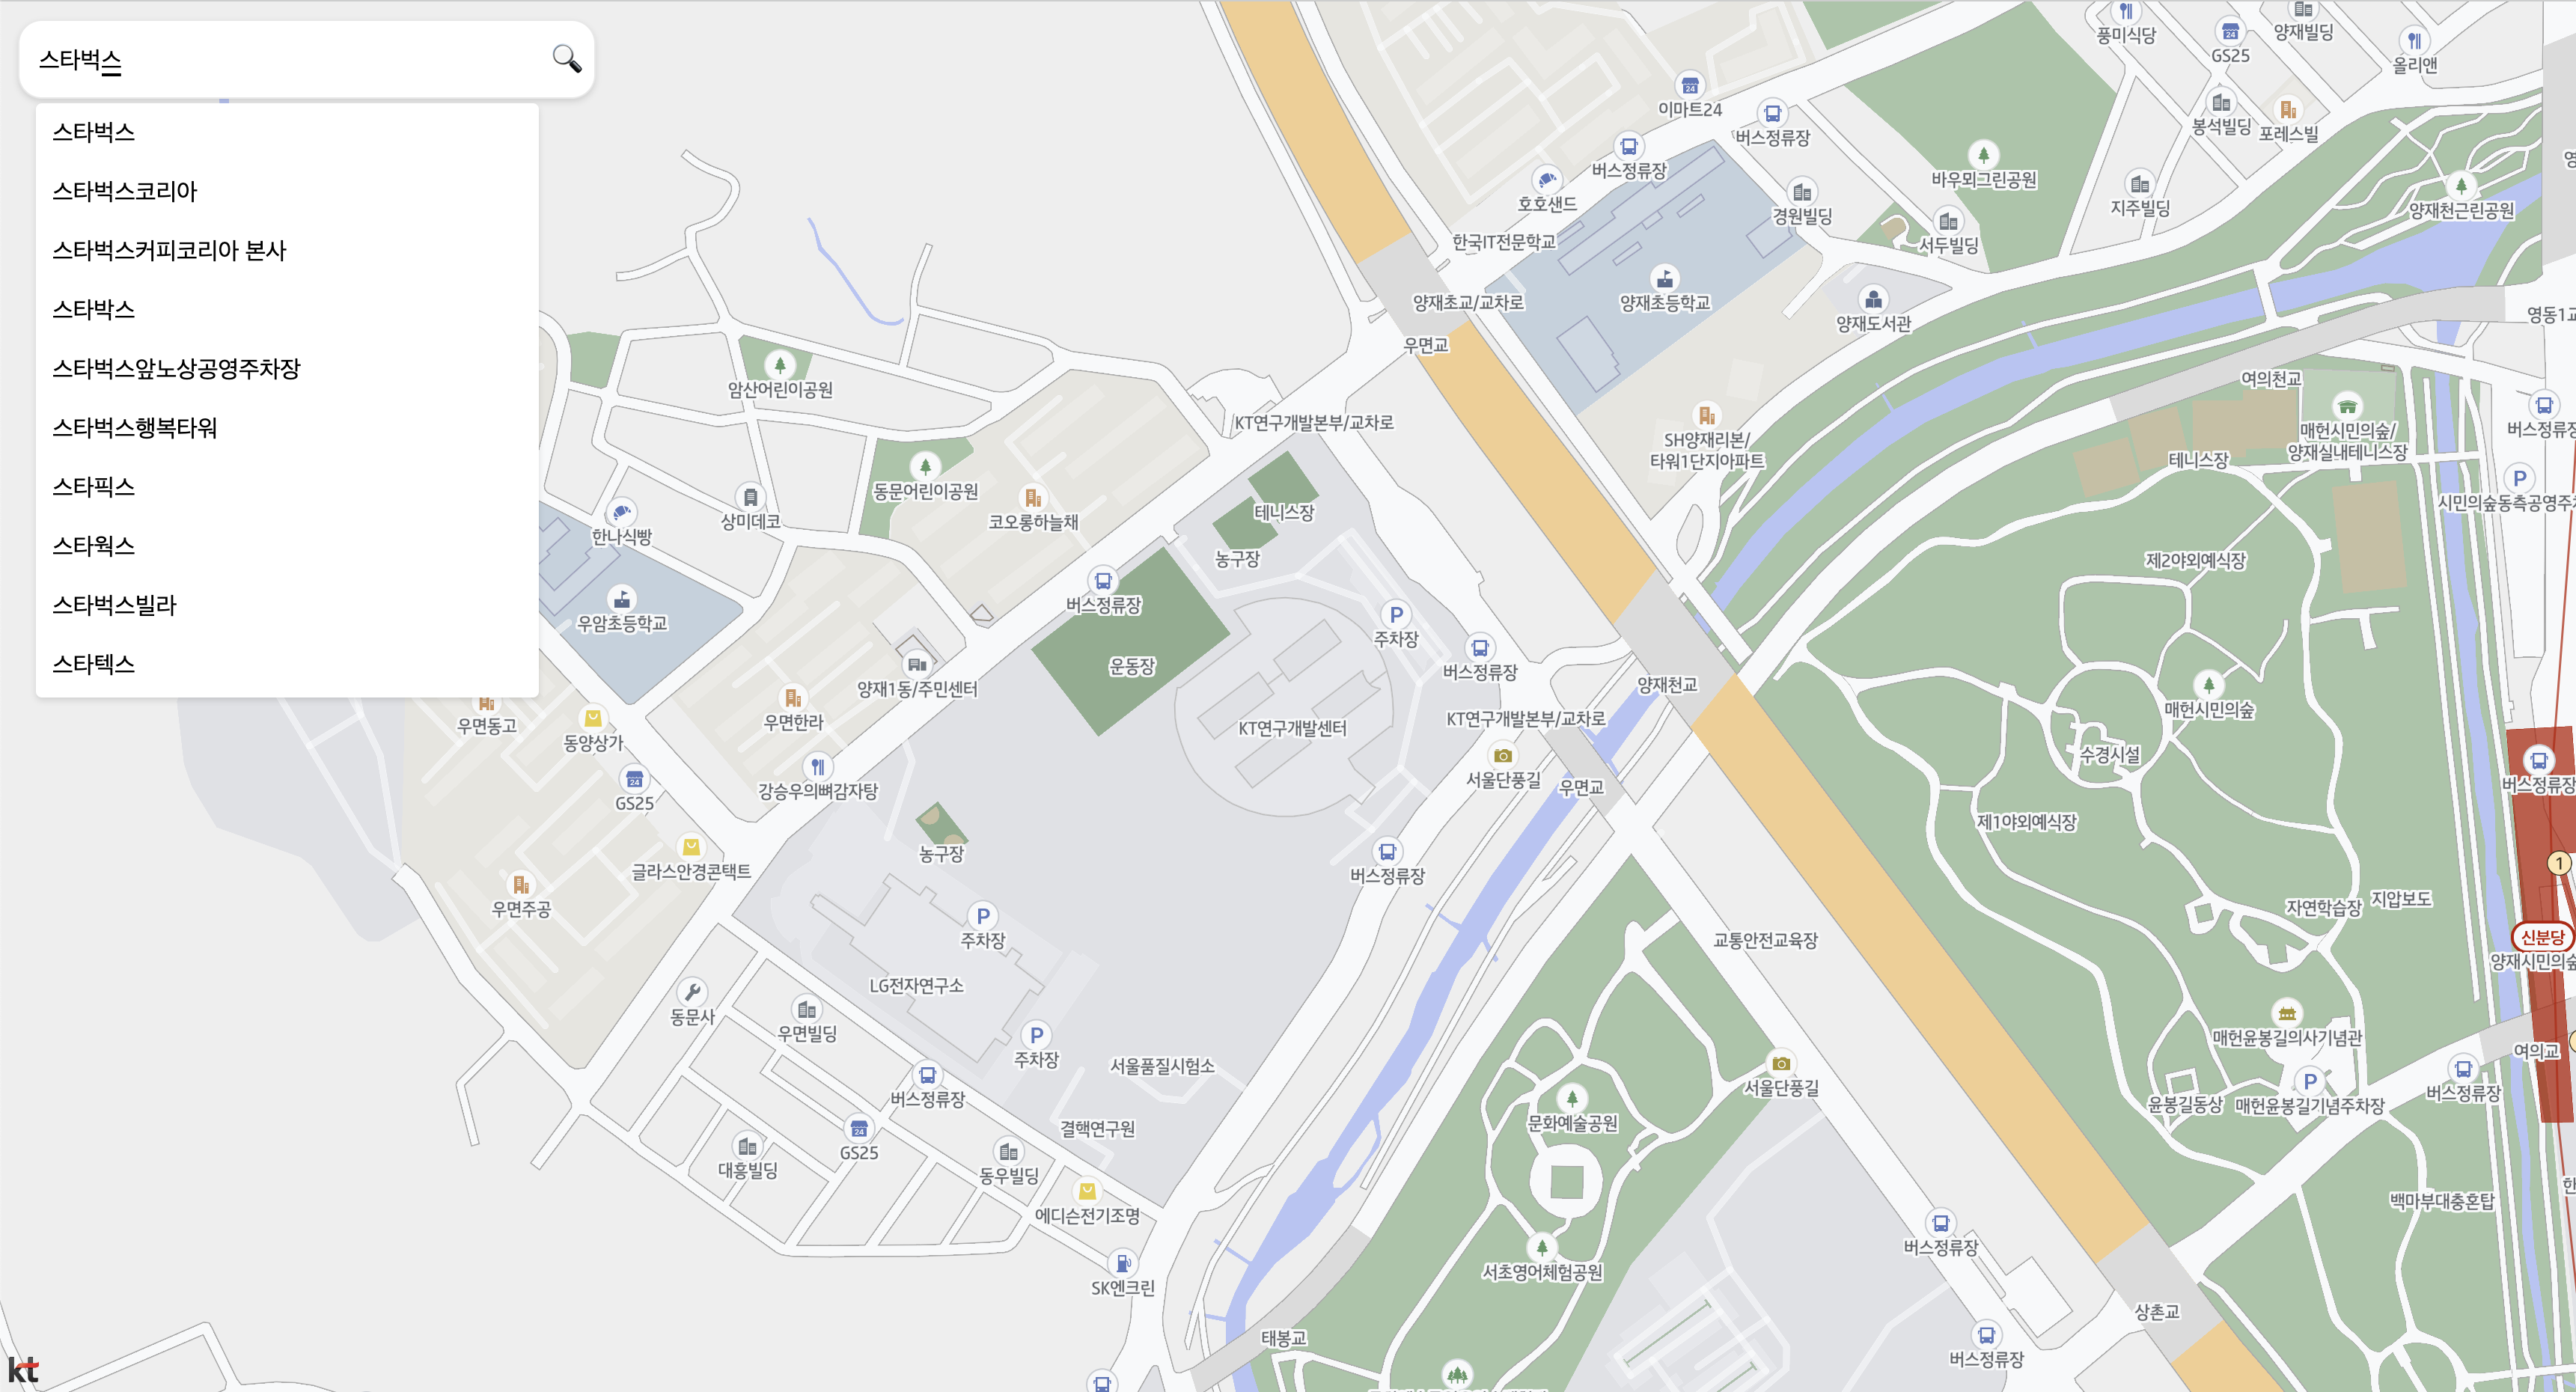 스타벅스
스타벅스
스타벅스코리아
스타벅스커피코리아 본사
스타박스
스타벅스앞노상공영주차장
스타벅스행복타워
스타픽스
스타웍스
스타벅스빌라
스타텍스
풍미식당
GS25
양재빌딩
올리앤
이마트24
버스정류장
봉석빌딩
포레스빌
버스정류장
호호샌드
바우뫼그린공원
지주빌딩
양재천근린공원
경원빌딩
서두빌딩
한국IT전문학교
양재초교/교차로
양재초등학교
양재도서관
영동1교
우면교
암산어린이공원
여의천교
KT연구개발본부/교차로
SH양재리본/
타워1단지아파트
매헌시민의숲/
양재실내테니스장
테니스장
버스정류장
동문어린이공원
코오롱하늘채
상미데코
한나식빵
테니스장
농구장
시민의숲동측공영주차
제2야외예식장
버스정류장
우암초등학교
운동장
P
주차장
버스정류장
양재1동/주민센터
양재천교
매헌시민의숲
우면동고
동양상가
우면한라
KT연구개발센터
KT연구개발본부/교차로
수경시설
서울단풍길
우면교
버스정류장
강승우의뼈감자탕
GS25
제1야외예식장
농구장
글라스안경콘택트
버스정류장
1
우면주공
P
주차장
자연학습장
지압보도
교통안전교육장
신분당
양재시민의숲
LG전자연구소
동문사
우면빌딩
P
주차장
서울품질시험소
매헌윤봉길의사기념관
여의교
버스정류장
서울단풍길
윤봉길동상
P
매헌윤봉길기념주차장
버스정류장
결핵연구원
문화예술공원
GS25
대흥빌딩
동우빌딩
에디슨전기조명
백마부대충혼탑
버스정류장
서초영어체험공원
SK엔크린
상촌교
태봉교
버스정류장
kt